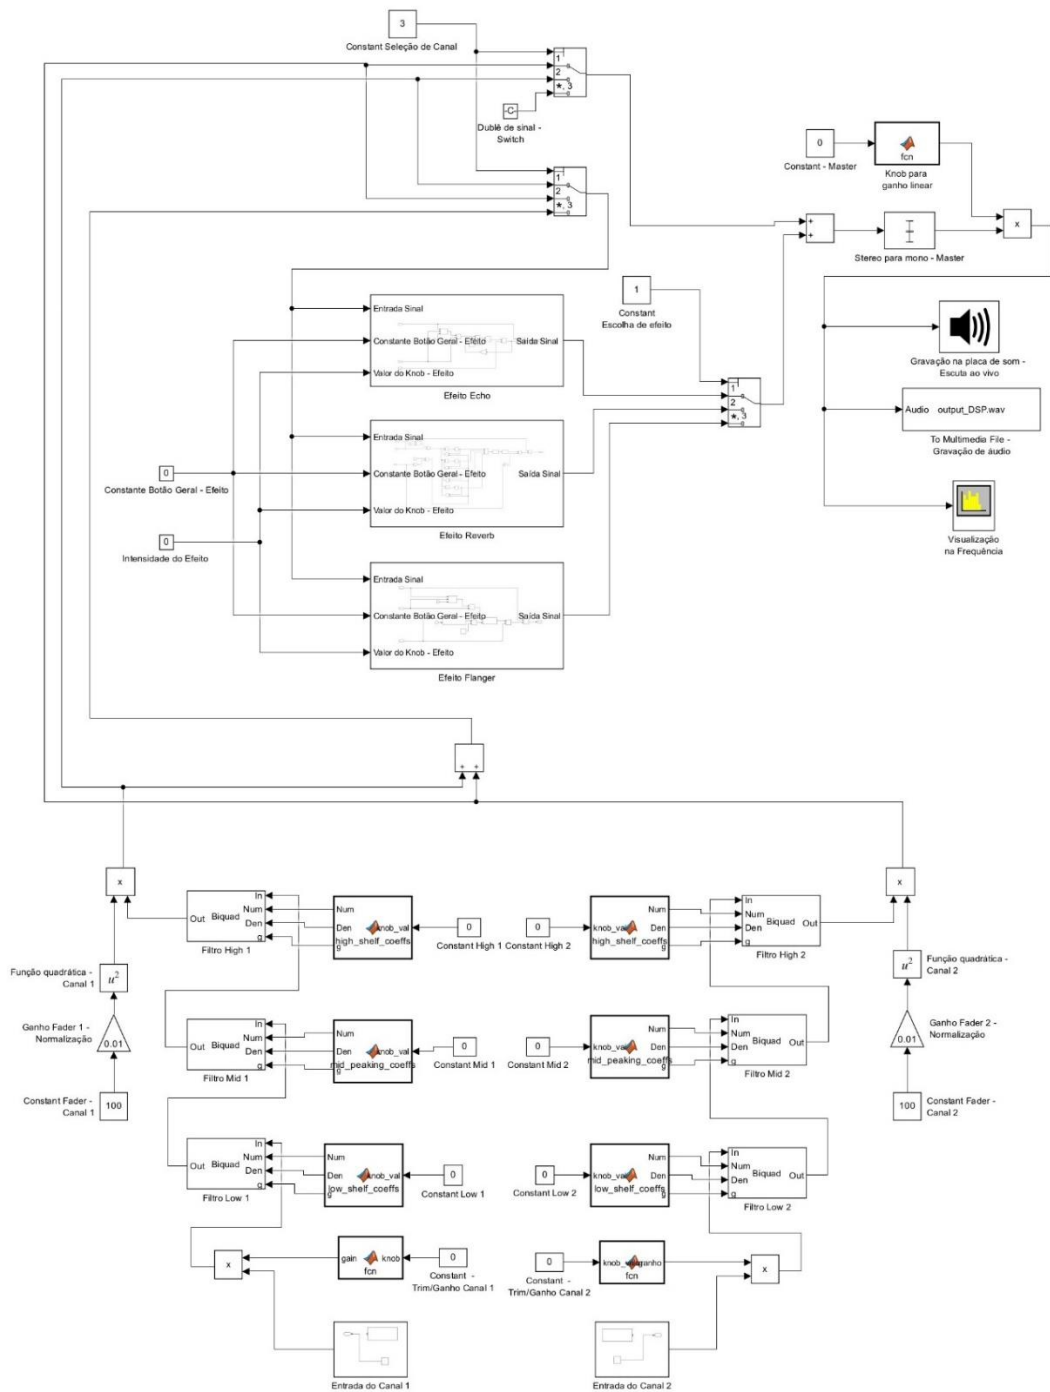 3
Constant Seleção de Canal
1
2
*, 3
-C-
Dublê de sinal -
Switch
0
Constant - Master
fcn
Knob para
ganho linear
1
2
*, 3
+
+
Stereo para mono - Master
x
1
Constant
Escolha de efeito
Entrada Sinal
Constante Botão Geral - Efeito
Valor do Knob - Efeito
Saída Sinal
Efeito Echo
1
2
*, 3
Gravação na placa de som -
Escuta ao vivo
Audio output_DSP.wav
To Multimedia File -
Gravação de áudio
Entrada Sinal
Constante Botão Geral - Efeito
Valor do Knob - Efeito
Saída Sinal
Efeito Reverb
0
Constante Botão Geral - Efeito
0
Intensidade do Efeito
Visualização
na Frequência
Entrada Sinal
Constante Botão Geral - Efeito
Valor do Knob - Efeito
Saída Sinal
Efeito Flanger
+ +
x
Out Biquad
In
Num
Den
g
Filtro High 1
Num
Den
g
knob_val
high_shelf_coeffs
0
Constant High 1
0
Constant High 2
knob_val
high_shelf_coeffs
Num
Den
g
In
Num
Den
g
Biquad Out
Filtro High 2
x
Função quadrática -
Canal 1
u²
u²
Função quadrática -
Canal 2
Ganho Fader 1 -
Normalização
0.01
0.01
Ganho Fader 2 -
Normalização
Out Biquad
In
Num
Den
g
Filtro Mid 1
Num
Den
g
knob_val
mid_peaking_coeffs
0
Constant Mid 1
0
Constant Mid 2
knob_val
mid_peaking_coeffs
Num
Den
g
In
Num
Den
g
Biquad Out
Filtro Mid 2
Constant Fader -
Canal 1
100
100
Constant Fader -
Canal 2
Out Biquad
In
Num
Den
g
Filtro Low 1
Num
Den
g
knob_val
low_shelf_coeffs
0
Constant Low 1
0
Constant Low 2
knob_val
low_shelf_coeffs
Num
Den
g
In
Num
Den
g
Biquad Out
Filtro Low 2
x
gain knob
fcn
0
Constant -
Trim/Ganho Canal 1
0
Constant -
Trim/Ganho Canal 2
knob_val ganho
fcn
x
Entrada do Canal 1
Entrada do Canal 2